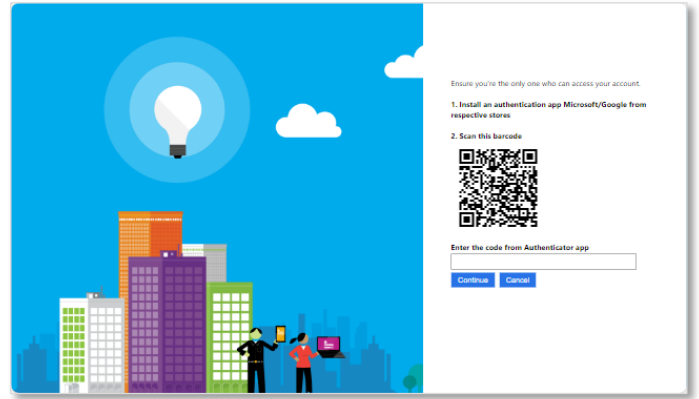 Ensure you're the only one who can access your account.
1. Install an authentication app Microsoft/Google from
respective stores
2. Scan this barcode
Enter the code from Authenticator app
Continue
Cancel